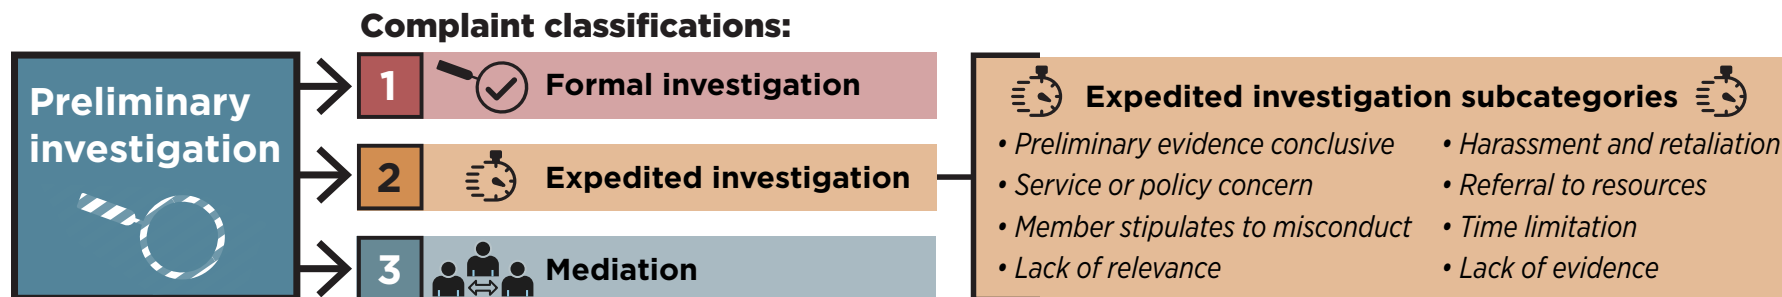 Complaint classifications:
Preliminary
investigation
1 Formal investigation
2 Expedited investigation
3 Mediation
Expedited investigation subcategories
• Preliminary evidence conclusive
• Service or policy concern
• Member stipulates to misconduct
• Lack of relevance
• Harassment and retaliation
• Referral to resources
• Time limitation
• Lack of evidence